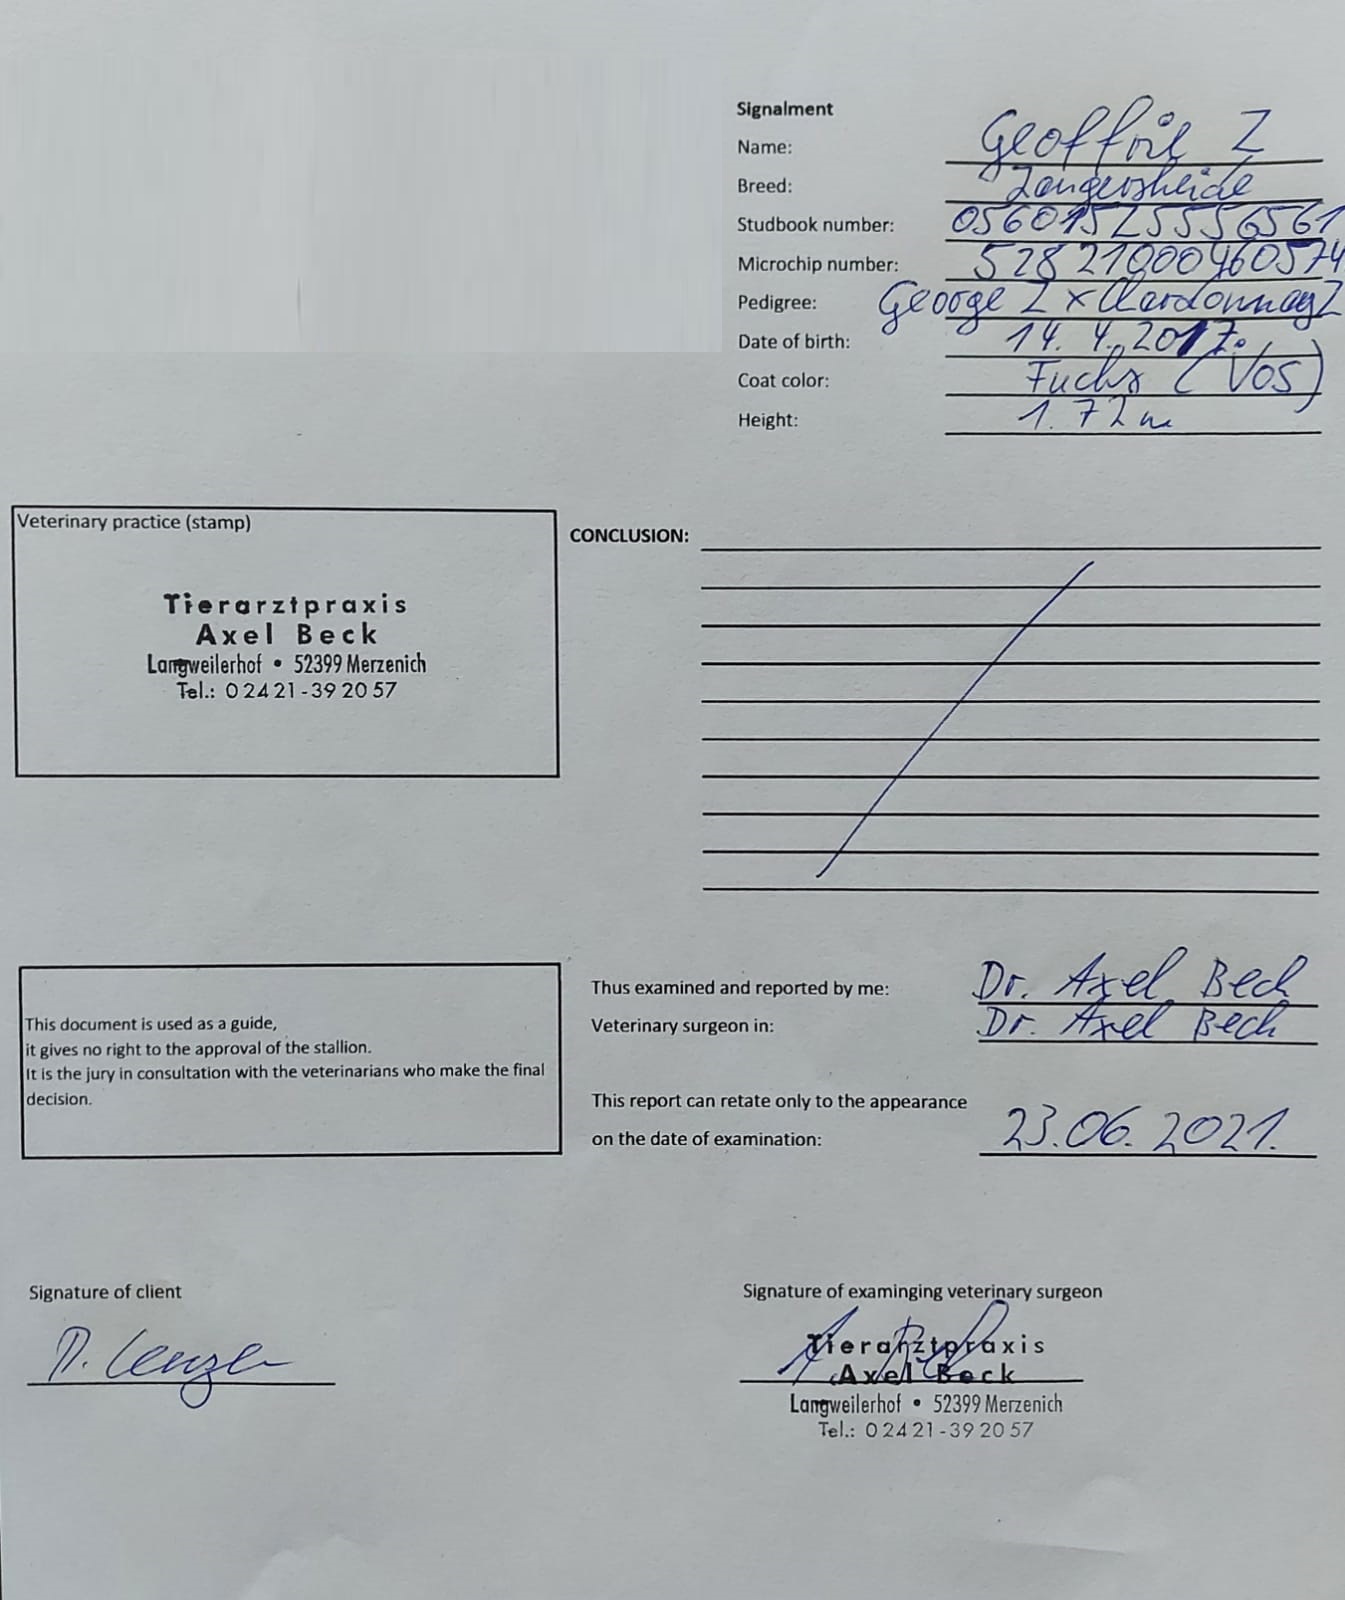 Signalment
Name: Geoffrie Z
Breed: Zangersheide
Studbook number: 056015255556561
Microchip number: 52821000460574
Pedigree: George Z x Chardonnay Z
Date of birth: 14. 4. 2017.
Coat color: Fuchs (Vos)
Height: 1.72 m
Veterinary practice (stamp)
Tierarztpraxis
Axel Beck
Langweilerhof • 52399 Merzenich
Tel.: 0 24 21 - 39 20 57
CONCLUSION:
This document is used as a guide,
it gives no right to the approval of the stallion.
It is the jury in consultation with the veterinarians who make the final
decision.
Thus examined and reported by me: Dr. Axel Beck
Veterinary surgeon in: Dr. Axel Beck
This report can retate only to the appearance
on the date of examination: 23.06.2021.
Signature of client
Signature of examinging veterinary surgeon
Tierarztpraxis
Axel Beck
Langweilerhof • 52399 Merzenich
Tel.: 0 24 21 - 39 20 57